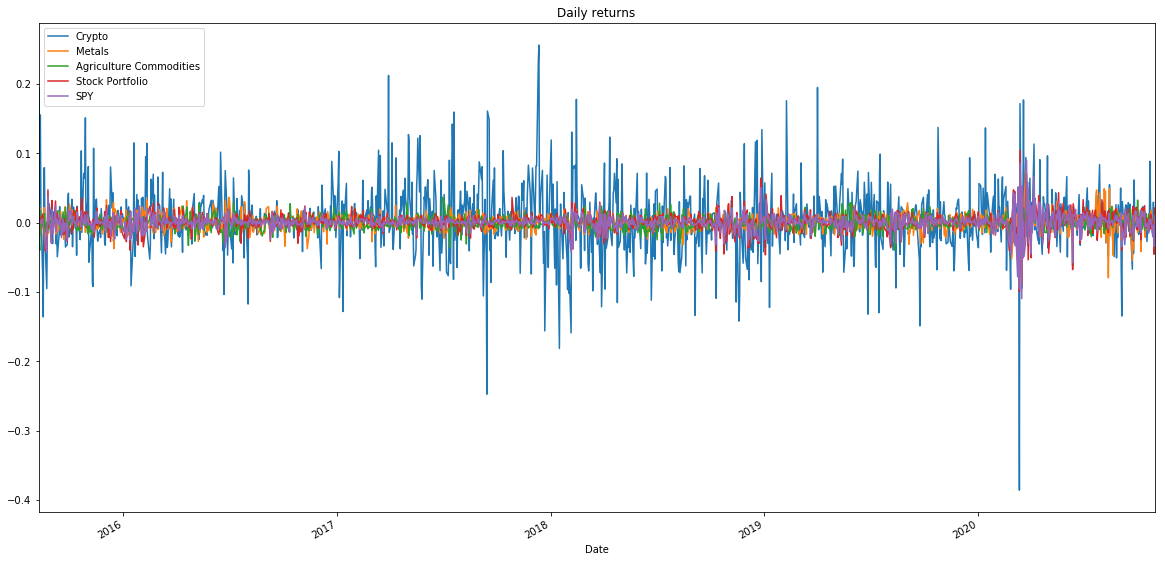 Daily returns
Crypto
Metals
Agriculture Commodities
Stock Portfolio
SPY
0.2
0.1
0.0
−0.1
−0.2
−0.3
−0.4
2016
2017
2018
2019
2020
Date